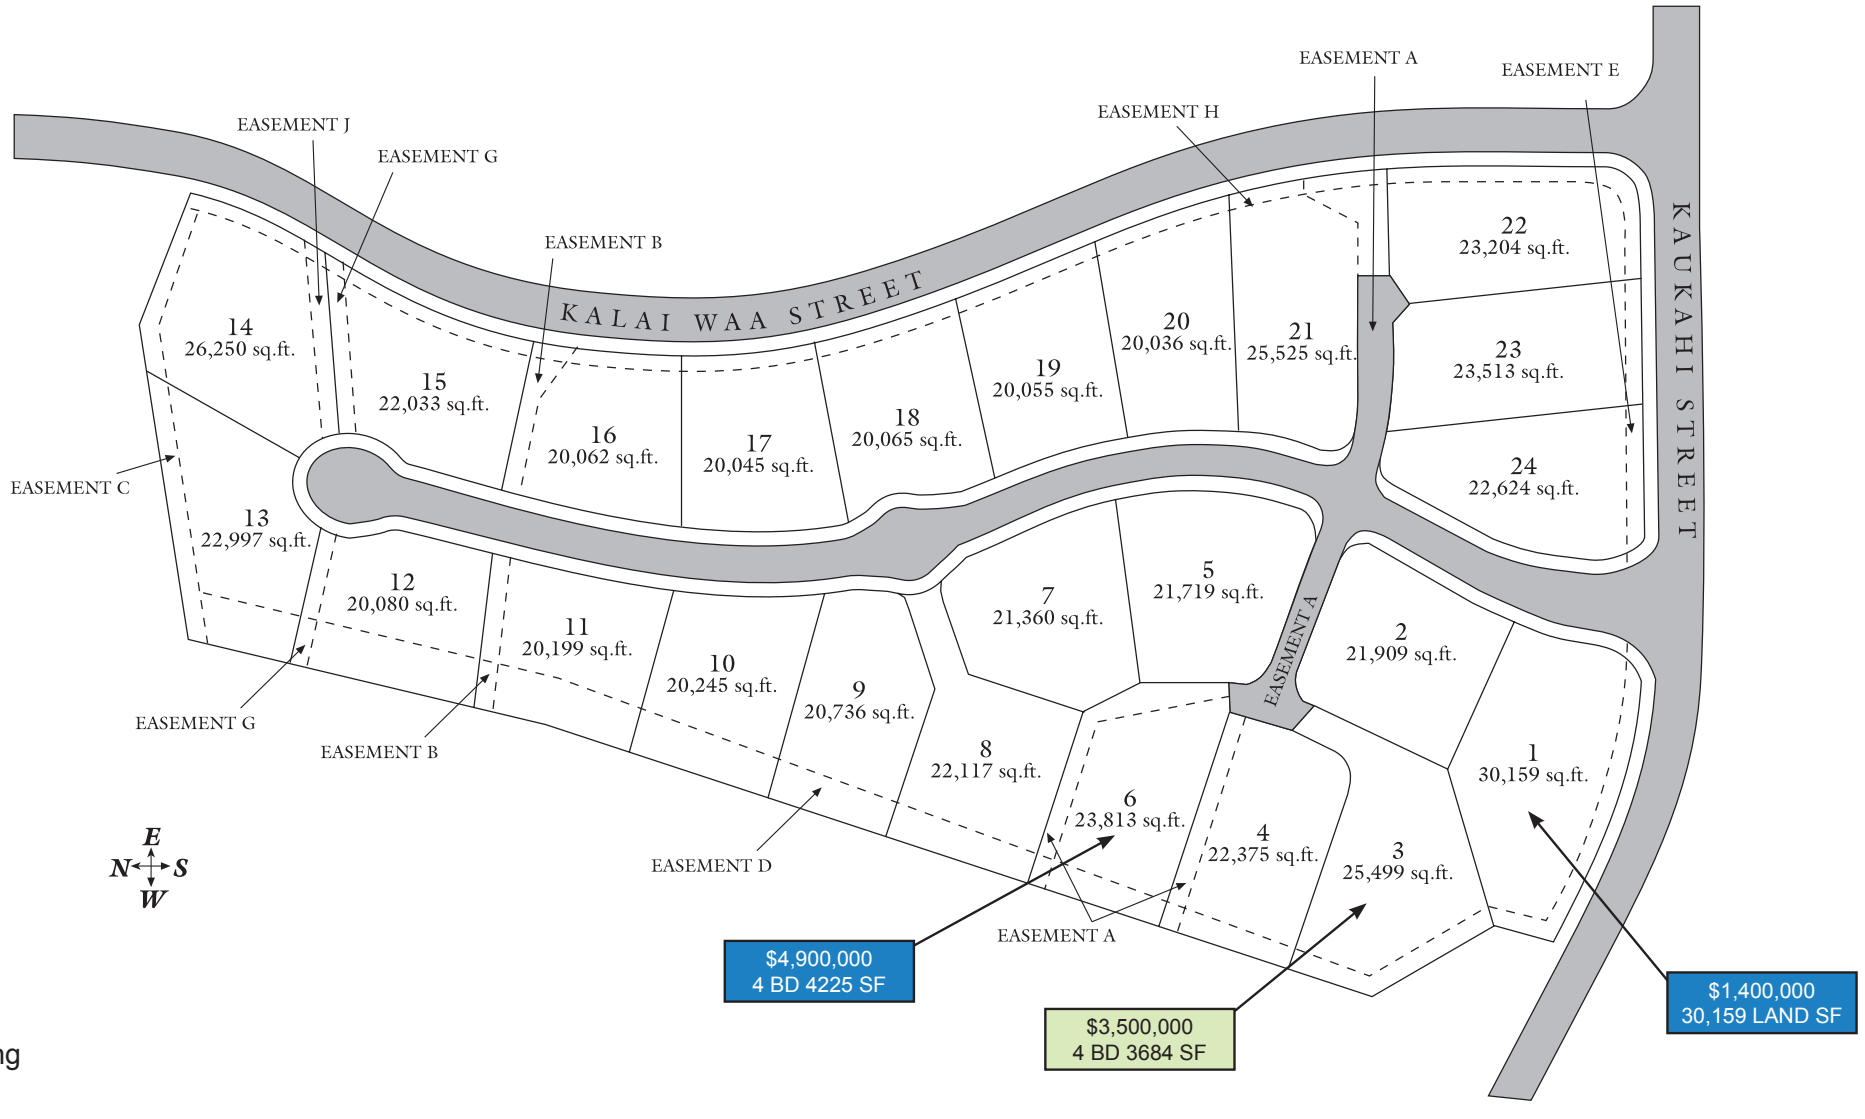 EASEMENT A
EASEMENT E
EASEMENT H
EASEMENT J
EASEMENT G
EASEMENT B
KALAI WAA STREET
KAUKAHI STREET
22
23,204 sq.ft.
14
26,250 sq.ft.
15
22,033 sq.ft.
16
20,062 sq.ft.
17
20,045 sq.ft.
18
20,065 sq.ft.
19
20,055 sq.ft.
20
20,036 sq.ft.
21
25,525 sq.ft.
23
23,513 sq.ft.
24
22,624 sq.ft.
EASEMENT C
13
22,997 sq.ft.
12
20,080 sq.ft.
11
20,199 sq.ft.
10
20,245 sq.ft.
9
20,736 sq.ft.
8
22,117 sq.ft.
7
21,360 sq.ft.
5
21,719 sq.ft.
EASEMENT A
2
21,909 sq.ft.
1
30,159 sq.ft.
6
23,813 sq.ft.
4
22,375 sq.ft.
3
25,499 sq.ft.
EASEMENT G
EASEMENT B
EASEMENT D
EASEMENT A
E
N S
W
$4,900,000
4 BD 4225 SF
$3,500,000
4 BD 3684 SF
$1,400,000
30,159 LAND SF